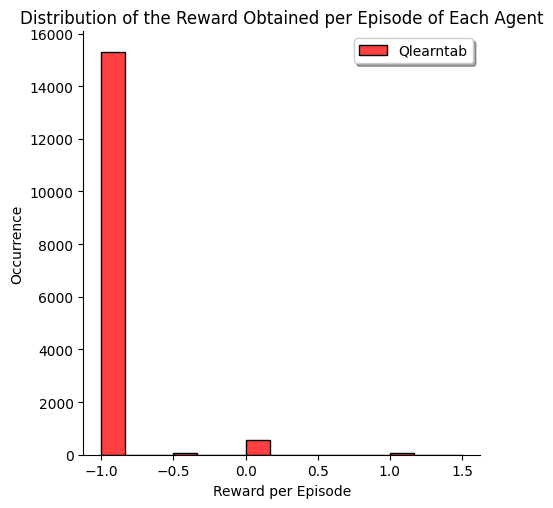 Distribution of the Reward Obtained per Episode of Each Agent
Qlearntab
16000
14000
12000
10000
8000
6000
4000
2000
0
Occurrence
−1.0 −0.5 0.0 0.5 1.0 1.5
Reward per Episode